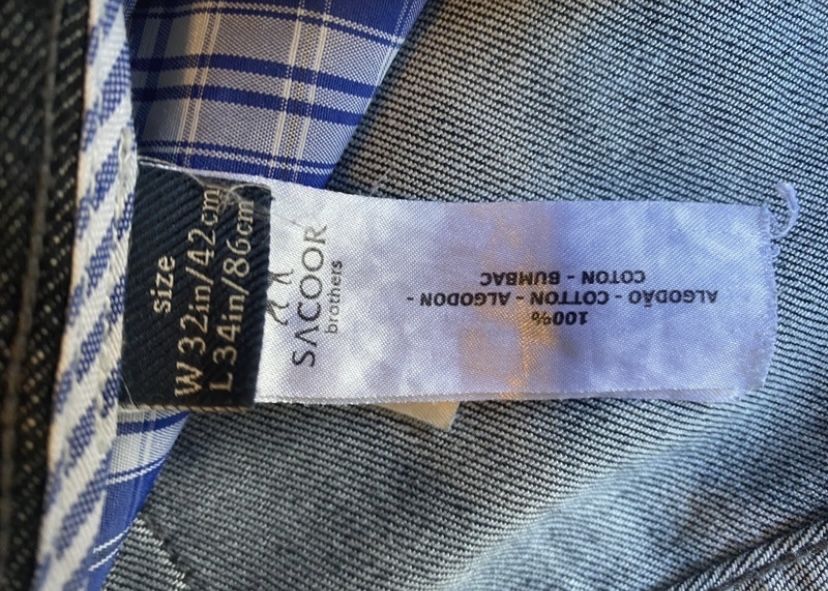 size
W 32in/42cm
L 34in/86cm
SACOOR
brothers
100%
ALGODÃO - COTTON - ALGODON -
COTON - BUMBAC